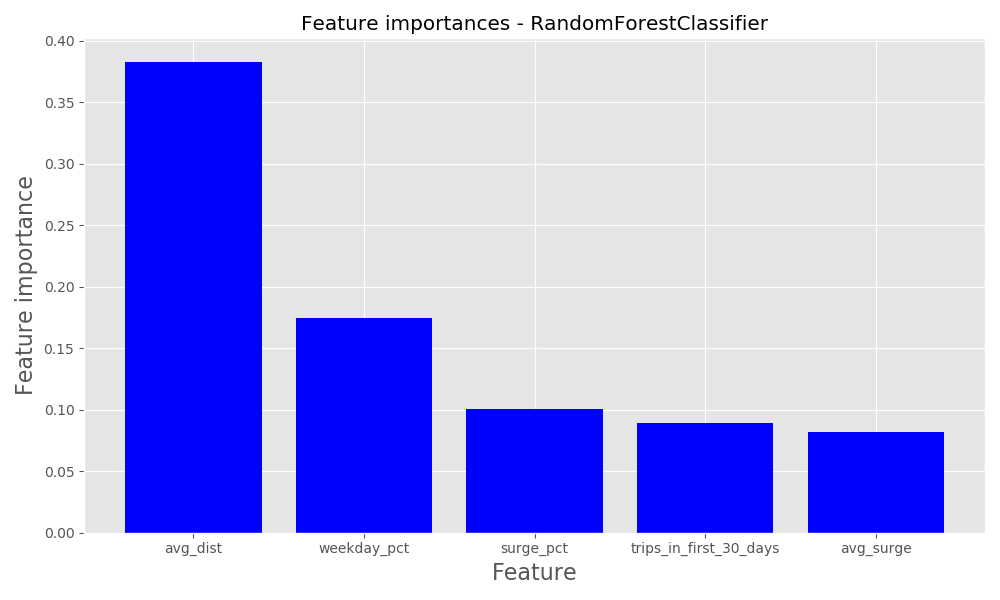 Feature importances - RandomForestClassifier
Feature importance
0.40
0.35
0.30
0.25
0.20
0.15
0.10
0.05
0.00
avg_dist weekday_pct surge_pct trips_in_first_30_days avg_surge
Feature